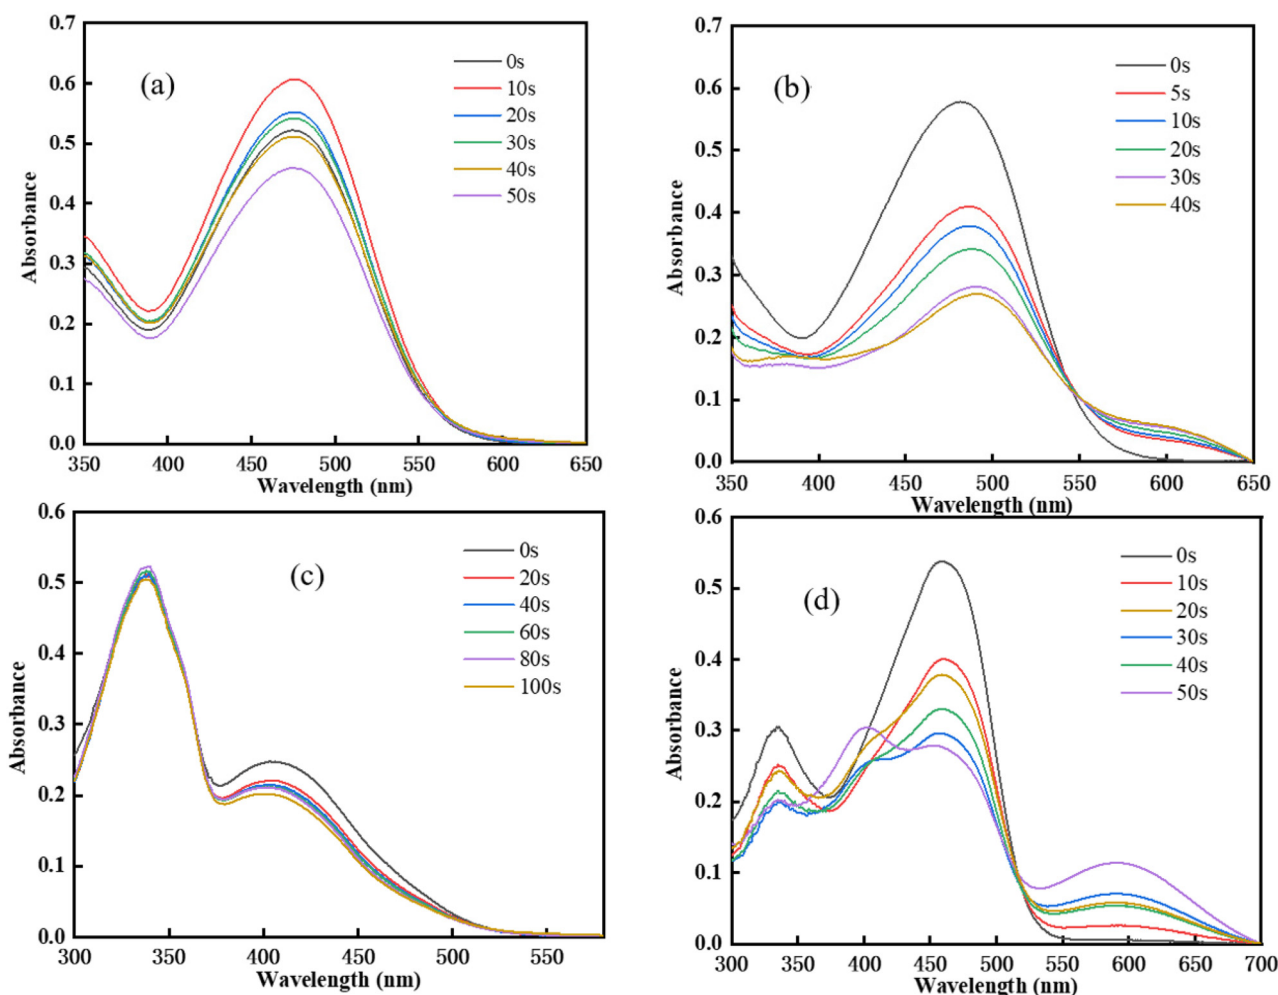 (a)
0s
10s
20s
30s
40s
50s
0.7
0.6
0.5
0.4
0.3
0.2
0.1
0.0
Absorbance
350 400 450 500 550 600 650
Wavelength (nm)
(b)
0s
5s
10s
20s
30s
40s
0.7
0.6
0.5
0.4
0.3
0.2
0.1
0.0
Absorbance
350 400 450 500 550 600 650
Wavelength (nm)
(c)
0s
20s
40s
60s
80s
100s
0.6
0.5
0.4
0.3
0.2
0.1
0.0
Absorbance
300 350 400 450 500 550
Wavelength (nm)
(d)
0s
10s
20s
30s
40s
50s
0.6
0.5
0.4
0.3
0.2
0.1
0.0
Absorbance
300 350 400 450 500 550 600 650 700
Wavelength (nm)